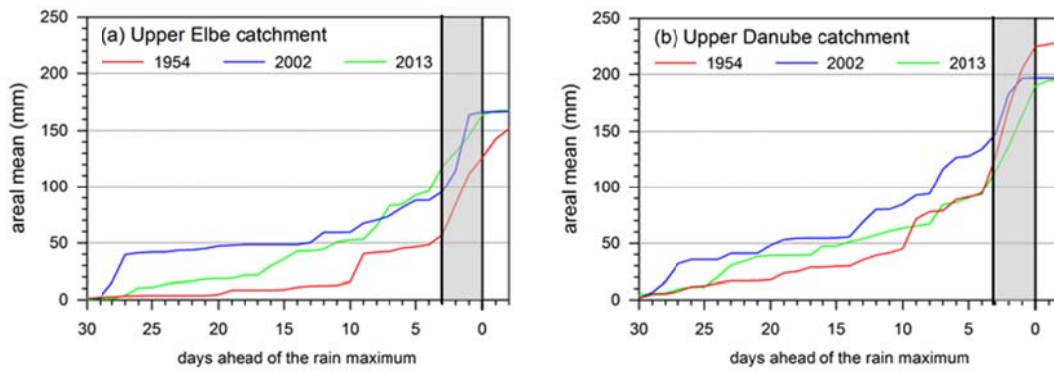 (a) Upper Elbe catchment
1954 2002 2013
areal mean (mm)
250
200
150
100
50
0
30 25 20 15 10 5 0
days ahead of the rain maximum
(b) Upper Danube catchment
1954 2002 2013
areal mean (mm)
250
200
150
100
50
0
30 25 20 15 10 5 0
days ahead of the rain maximum